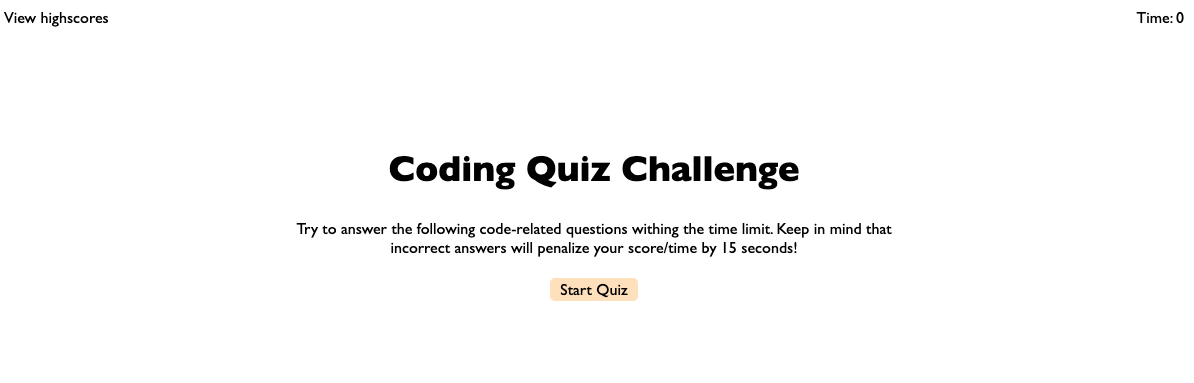 View highscores
Time: 0
Coding Quiz Challenge
Try to answer the following code-related questions withing the time limit. Keep in mind that
incorrect answers will penalize your score/time by 15 seconds!
Start Quiz